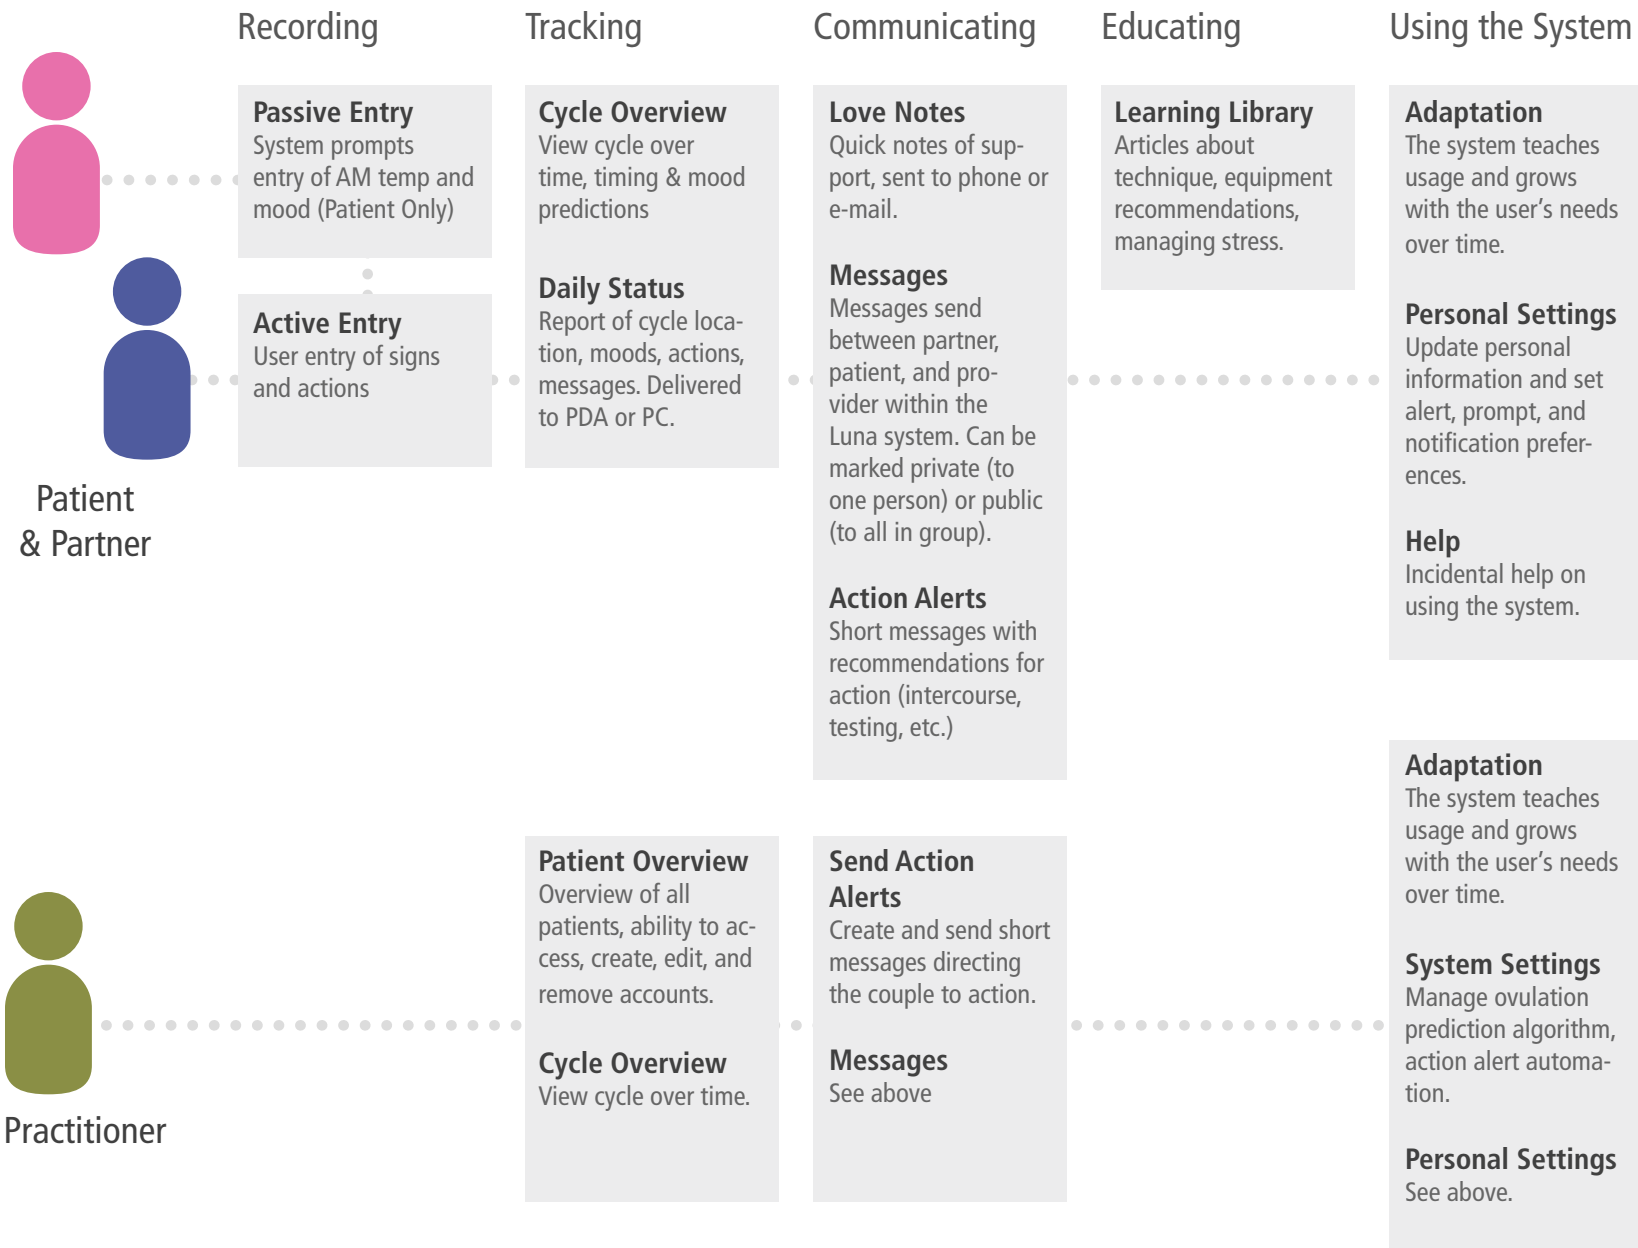 Recording
Tracking
Communicating
Educating
Using the System
Passive Entry
System prompts
entry of AM temp and
mood (Patient Only)
Active Entry
User entry of signs
and actions
Cycle Overview
View cycle over
time, timing & mood
predictions
Daily Status
Report of cycle loca-
tion, moods, actions,
messages. Delivered
to PDA or PC.
Love Notes
Quick notes of sup-
port, sent to phone or
e-mail.
Messages
Messages send
between partner,
patient, and pro-
vider within the
Luna system. Can be
marked private (to
one person) or public
(to all in group).
Action Alerts
Short messages with
recommendations for
action (intercourse,
testing, etc.)
Learning Library
Articles about
technique, equipment
recommendations,
managing stress.
Adaptation
The system teaches
usage and grows
with the user's needs
over time.
Personal Settings
Update personal
information and set
alert, prompt, and
notification prefer-
ences.
Help
Incidental help on
using the system.
Patient
& Partner
Patient Overview
Overview of all
patients, ability to ac-
cess, create, edit, and
remove accounts.
Cycle Overview
View cycle over time.
Send Action
Alerts
Create and send short
messages directing
the couple to action.
Messages
See above
Adaptation
The system teaches
usage and grows
with the user's needs
over time.
System Settings
Manage ovulation
prediction algorithm,
action alert automa-
tion.
Personal Settings
See above.
Practitioner